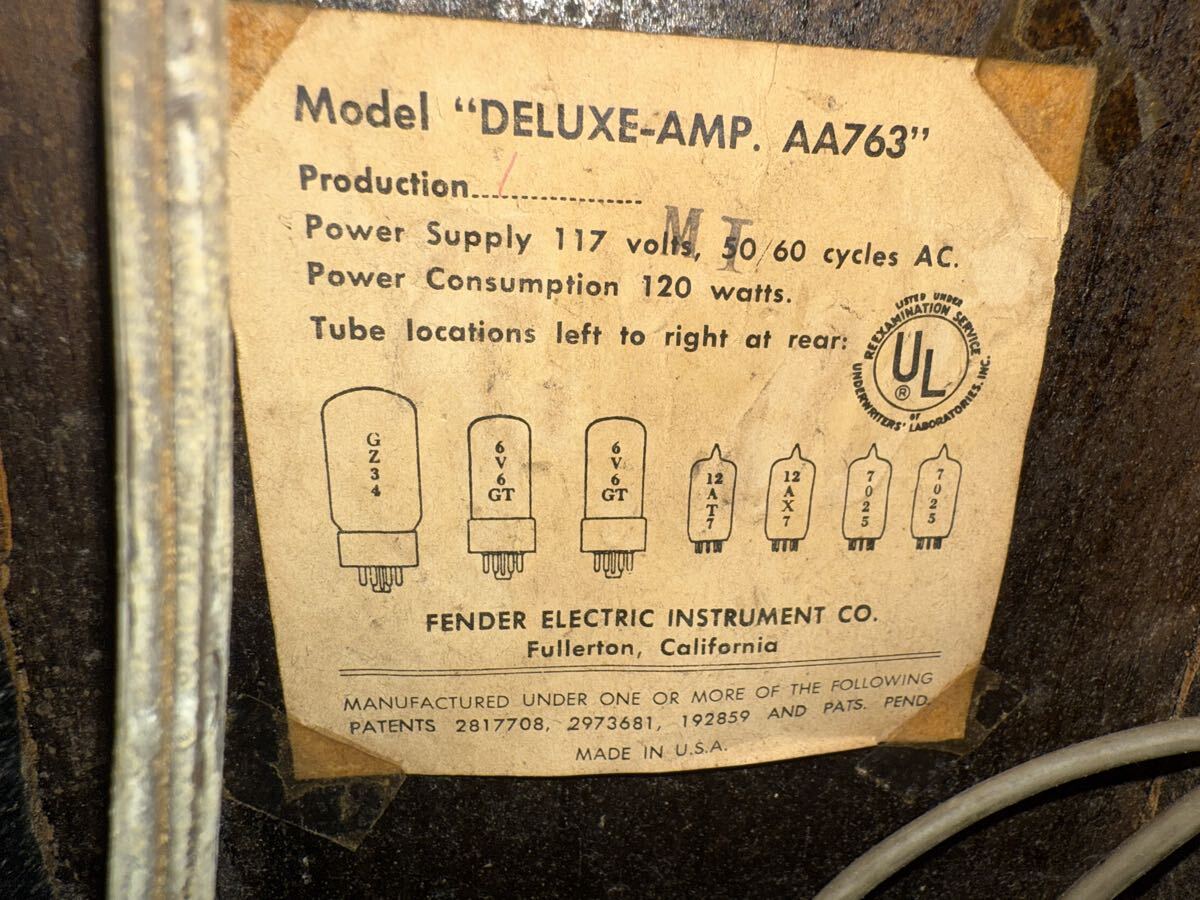 Model “DELUXE-AMP. AA763”
Production.................
MI
Power Supply 117 volts, 50/60 cycles AC.
Power Consumption 120 watts.
Tube locations left to right at rear:
LISTED UNDER
REEXAMINATION SERVICE
UL
®
OF
UNDERWRITERS' LABORATORIES, INC.
GZ34
6V6GT
6V6GT
12AT7
12AX7
7025
7025
FENDER ELECTRIC INSTRUMENT CO.
Fullerton, California
MANUFACTURED UNDER ONE OR MORE OF THE FOLLOWING
PATENTS 2817708, 2973681, 192859 AND PATS. PEND.
MADE IN U.S.A.